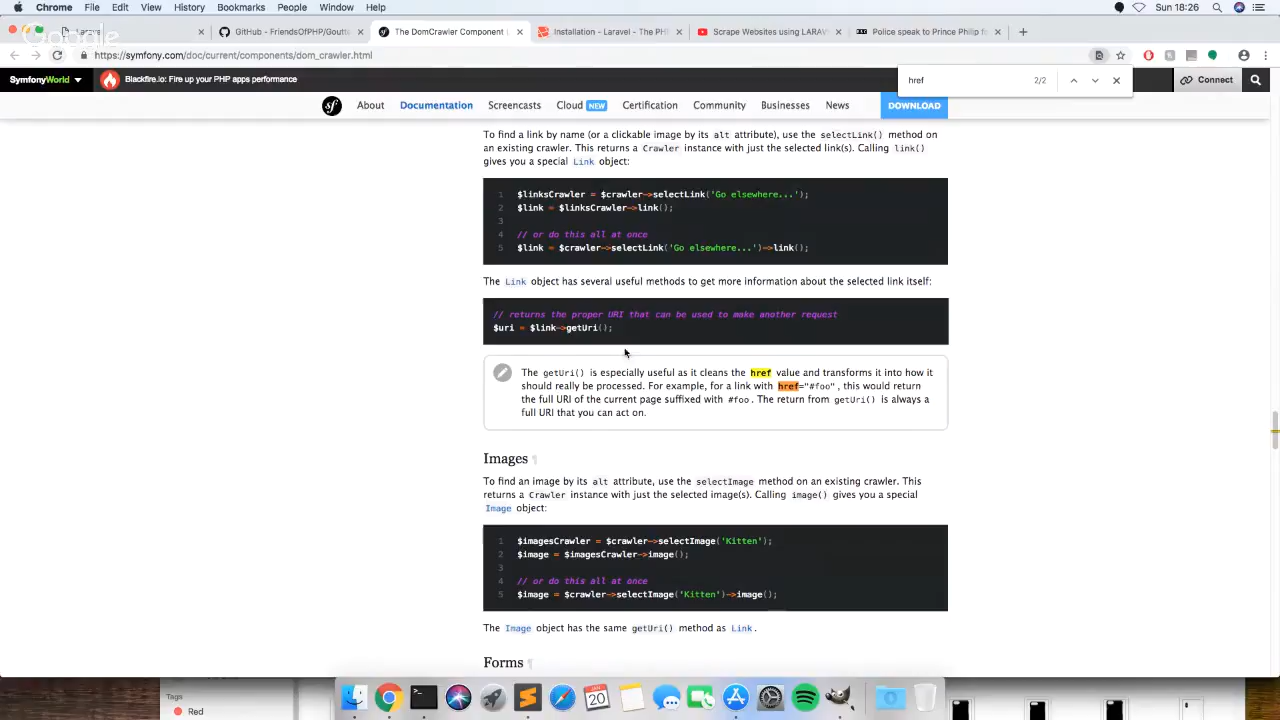 Chrome File Edit View History Bookmarks People Window Help Sun 18:26
Google
Laravel GitHub - FriendsOfPHP/Goutt The DomCrawler Component Installation - Laravel - The PH Scrape Websites using LARAV Police speak to Prince Philip fo
https://symfony.com/doc/current/components/dom_crawler.html
SymfonyWorld Blackfire.io: Fire up your PHP apps performance href 2/2 Connect
sf About Documentation Screencasts Cloud NEW Certification Community Businesses News DOWNLOAD
To find a link by name (or a clickable image by its alt attribute), use the selectLink() method on
an existing crawler. This returns a Crawler instance with just the selected link(s). Calling link()
gives you a special Link object:
1 $linksCrawler = $crawler->selectLink('Go elsewhere...');
2 $link = $linksCrawler->link();
3
4 // or do this all at once
5 $link = $crawler->selectLink('Go elsewhere...')->link();
The Link object has several useful methods to get more information about the selected link itself:
// returns the proper URI that can be used to make another request
$uri = $link->getUri();
The getUri() is especially useful as it cleans the href value and transforms it into how it
should really be processed. For example, for a link with href="#foo", this would return
the full URI of the current page suffixed with #foo. The return from getUri() is always a
full URI that you can act on.
Images ¶
To find an image by its alt attribute, use the selectImage method on an existing crawler. This
returns a Crawler instance with just the selected image(s). Calling image() gives you a special
Image object:
1 $imagesCrawler = $crawler->selectImage('Kitten');
2 $image = $imagesCrawler->image();
3
4 // or do this all at once
5 $image = $crawler->selectImage('Kitten')->image();
The Image object has the same getUri() method as Link.
Forms ¶
Tags
Red
JAN
20